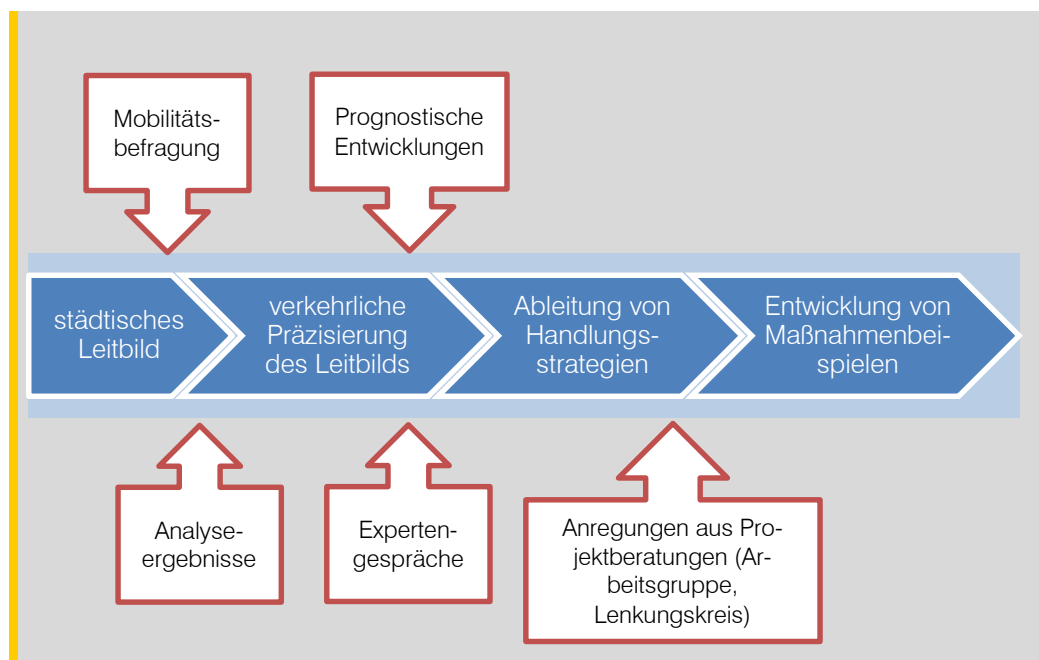 Mobilitäts-
befragung
Prognostische
Entwicklungen
städtisches
Leitbild
verkehrliche
Präzisierung
des Leitbilds
Ableitung von
Handlungs-
strategien
Entwicklung von
Maßnahmenbei-
spielen
Analyse-
ergebnisse
Experten-
gespräche
Anregungen aus Pro-
jektberatungen (Ar-
beitsgruppe,
Lenkungskreis)